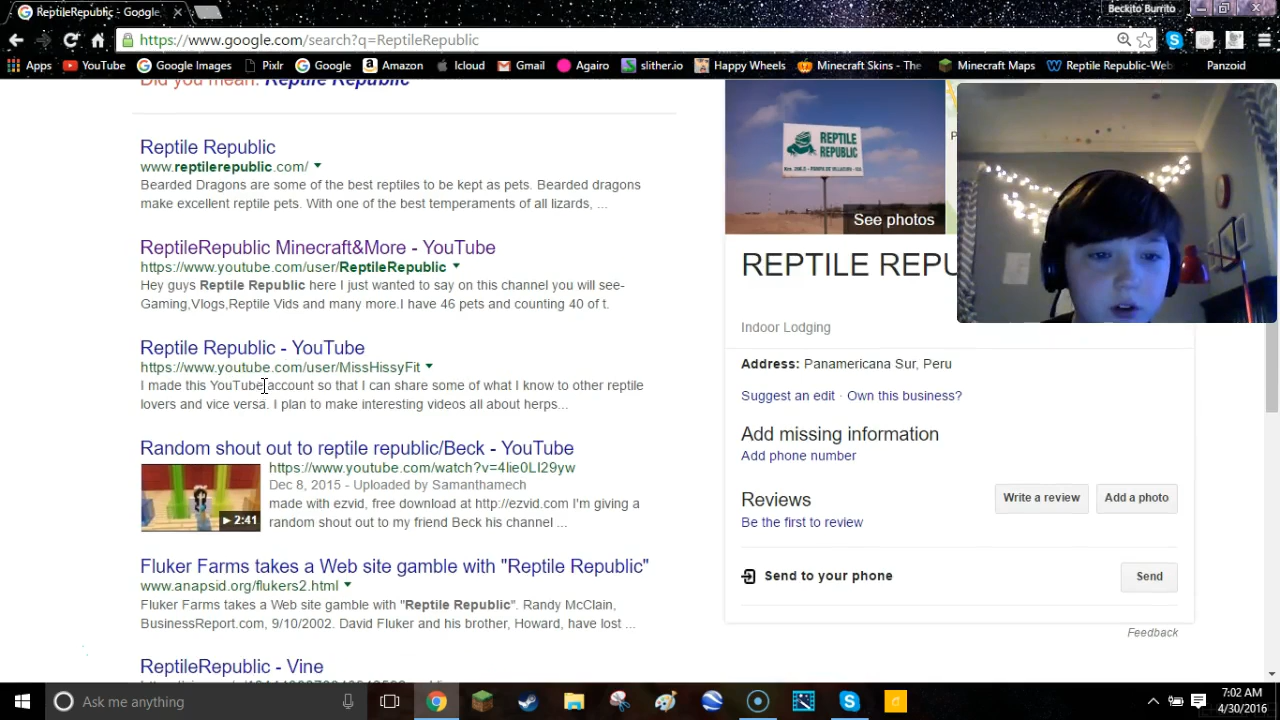 ReptileRepublic - Google
Beckito Burrito
https://www.google.com/search?q=ReptileRepublic
Apps YouTube Google Images Pixlr Google Amazon Icloud Gmail Agairo slither.io Happy Wheels Minecraft Skins - The Minecraft Maps Reptile Republic-Web Panzoid
Did you mean: Reptile Republic
Reptile Republic
www.reptilerepublic.com/
Bearded Dragons are some of the best reptiles to be kept as pets. Bearded dragons
make excellent reptile pets. With one of the best temperaments of all lizards, ...
ReptileRepublic Minecraft&More - YouTube
https://www.youtube.com/user/ReptileRepublic
Hey guys Reptile Republic here I just wanted to say on this channel you will see-
Gaming,Vlogs,Reptile Vids and many more.I have 46 pets and counting 40 of t.
Reptile Republic - YouTube
https://www.youtube.com/user/MissHissyFit
I made this YouTube account so that I can share some of what I know to other reptile
lovers and vice versa. I plan to make interesting videos all about herps...
Random shout out to reptile republic/Beck - YouTube
https://www.youtube.com/watch?v=4lie0LI29yw
Dec 8, 2015 - Uploaded by Samanthamech
made with ezvid, free download at http://ezvid.com I'm giving a
random shout out to my friend Beck his channel ...
2:41
Fluker Farms takes a Web site gamble with "Reptile Republic"
www.anapsid.org/flukers2.html
Fluker Farms takes a Web site gamble with "Reptile Republic". Randy McClain,
BusinessReport.com, 9/10/2002. David Fluker and his brother, Howard, have lost ...
ReptileRepublic - Vine
REPTILE
REPUBLIC
See photos
REPTILE REPU
Indoor Lodging
Address: Panamericana Sur, Peru
Suggest an edit · Own this business?
Add missing information
Add phone number
Reviews
Write a review
Add a photo
Be the first to review
Send to your phone
Send
Feedback
Ask me anything
7:02 AM
4/30/2016